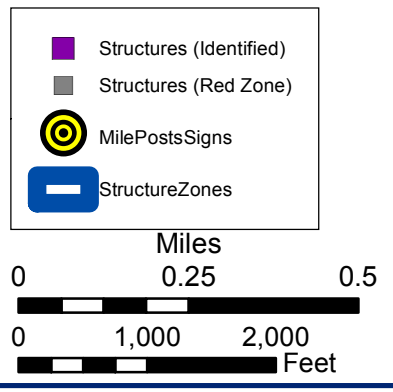 Structures (Identified)
Structures (Red Zone)
MilePostsSigns
StructureZones
Miles
0 0.25 0.5
0 1,000 2,000
Feet